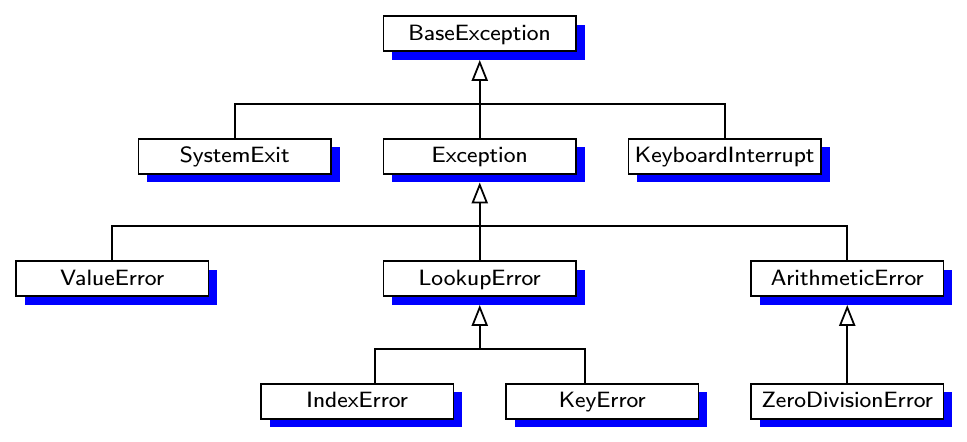 BaseException
SystemExit
Exception
KeyboardInterrupt
ValueError
LookupError
ArithmeticError
IndexError
KeyError
ZeroDivisionError